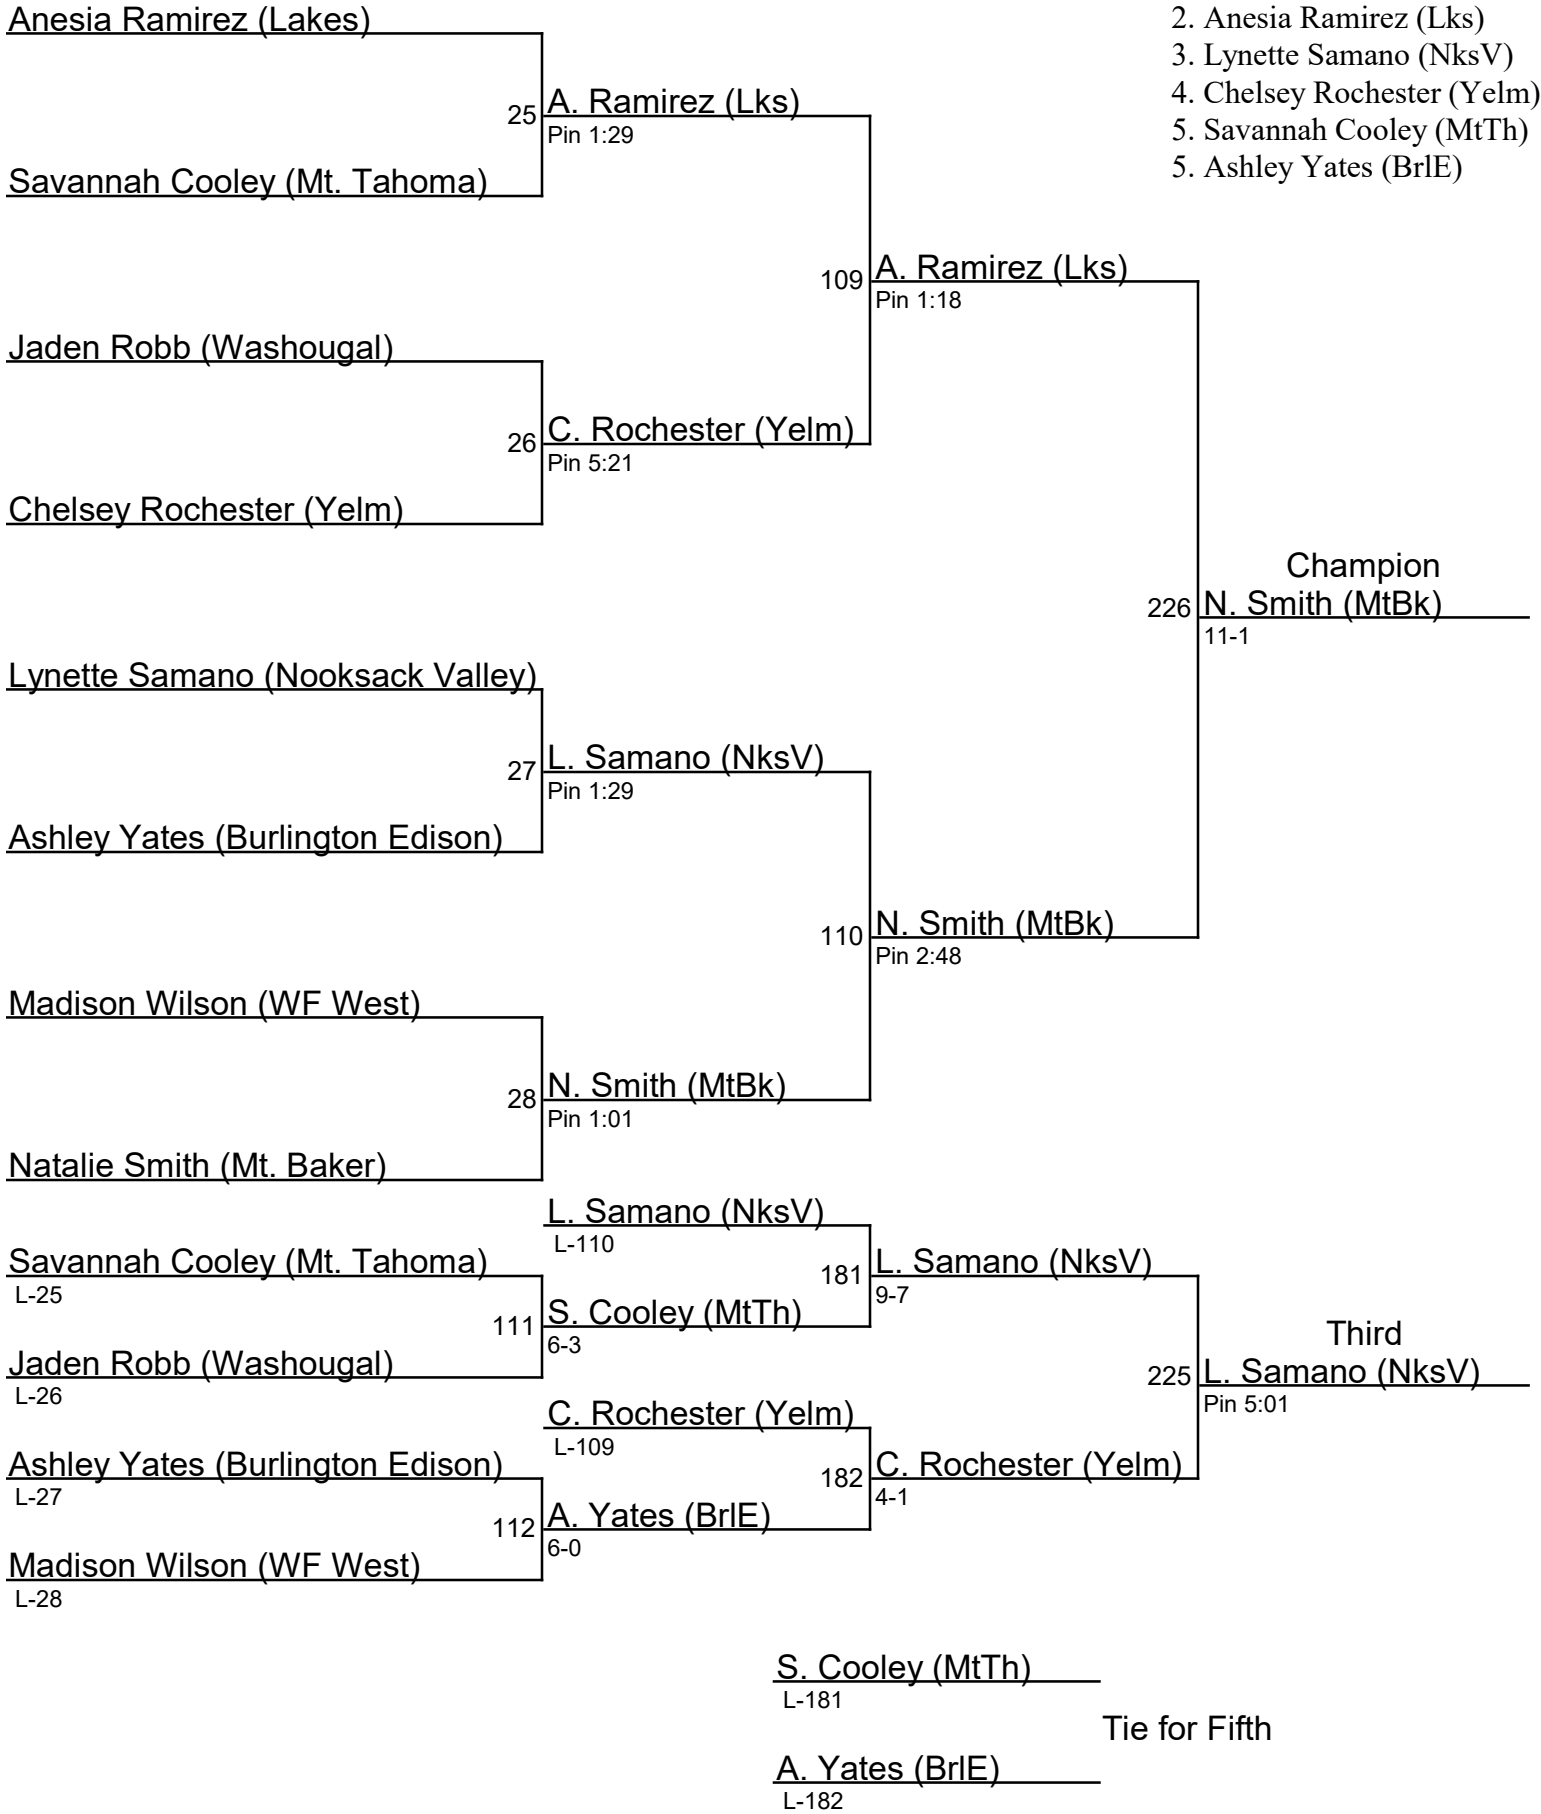 Anesia Ramirez (Lakes)
2. Anesia Ramirez (Lks)
3. Lynette Samano (NksV)
4. Chelsey Rochester (Yelm)
5. Savannah Cooley (MtTh)
5. Ashley Yates (BrlE)
25
A. Ramirez (Lks)
Pin 1:29
Savannah Cooley (Mt. Tahoma)
109
A. Ramirez (Lks)
Pin 1:18
Jaden Robb (Washougal)
26
C. Rochester (Yelm)
Pin 5:21
Chelsey Rochester (Yelm)
Champion
226
N. Smith (MtBk)
11-1
Lynette Samano (Nooksack Valley)
27
L. Samano (NksV)
Pin 1:29
Ashley Yates (Burlington Edison)
110
N. Smith (MtBk)
Pin 2:48
Madison Wilson (WF West)
28
N. Smith (MtBk)
Pin 1:01
Natalie Smith (Mt. Baker)
L. Samano (NksV)
L-110
Savannah Cooley (Mt. Tahoma)
L-25
181
L. Samano (NksV)
9-7
111
S. Cooley (MtTh)
6-3
Jaden Robb (Washougal)
L-26
Third
225
L. Samano (NksV)
Pin 5:01
C. Rochester (Yelm)
L-109
Ashley Yates (Burlington Edison)
L-27
182
C. Rochester (Yelm)
4-1
112
A. Yates (BrlE)
6-0
Madison Wilson (WF West)
L-28
S. Cooley (MtTh)
L-181
Tie for Fifth
A. Yates (BrlE)
L-182